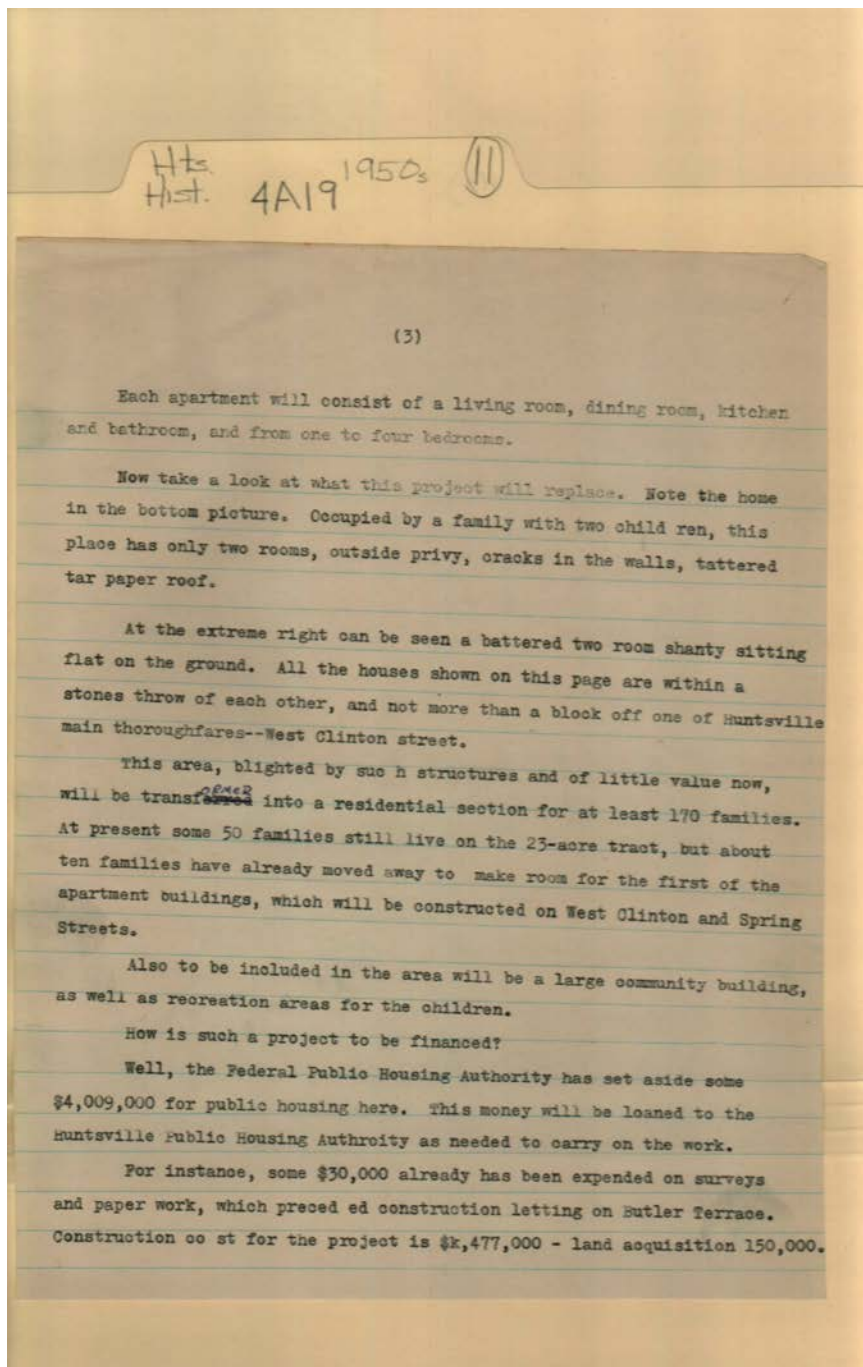 Hts. 1950s 11
Hist. 4A19
(3)
Each apartment will consist of a living room, dining room, kitchen
and bathroom, and from one to four bedrooms.
Now take a look at what this project will replace. Note the home
in the bottom picture. Occupied by a family with two child ren, this
place has only two rooms, outside privy, cracks in the walls, tattered
tar paper roof.
At the extreme right can be seen a battered two room shanty sitting
flat on the ground. All the houses shown on this page are within a
stones throw of each other, and not more than a block off one of Huntsville
main thoroughfares--West Clinton street.
This area, blighted by suc h structures and of little value now,
will be transformed into a residential section for at least 170 families.
At present some 50 families still live on the 23-acre tract, but about
ten families have already moved away to make room for the first of the
apartment buildings, which will be constructed on West Clinton and Spring
Streets.
Also to be included in the area will be a large community building,
as well as recreation areas for the children.
How is such a project to be financed?
Well, the Federal Public Housing Authority has set aside some
$4,009,000 for public housing here. This money will be loaned to the
Huntsville Public Housing Authroity as needed to carry on the work.
For instance, some $30,000 already has been expended on surveys
and paper work, which preced ed construction letting on Butler Terrace.
Construction co st for the project is $k,477,000 - land acquisition 150,000.